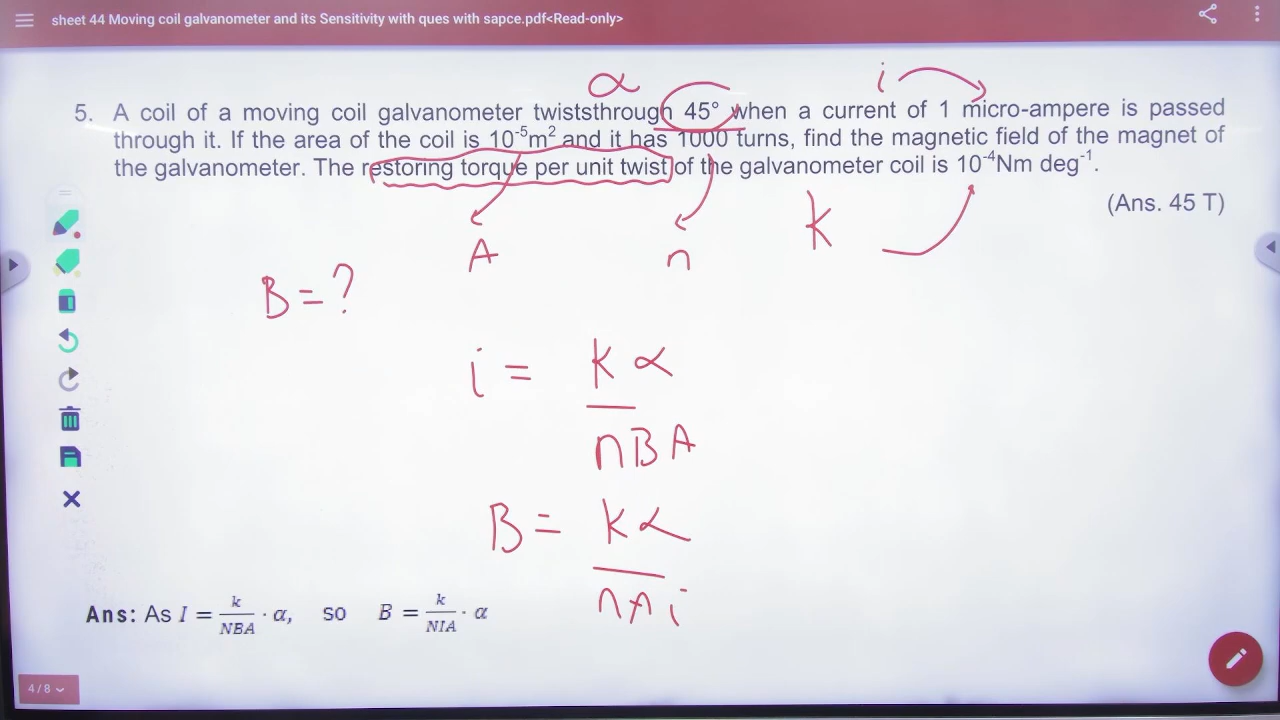 sheet 44 Moving coil galvanometer and its Sensitivity with ques with sapce.pdf<Read-only>
α
i
5. A coil of a moving coil galvanometer twiststhrough 45° when a current of 1 micro-ampere is passed
through it. If the area of the coil is 10⁻⁵m² and it has 1000 turns, find the magnetic field of the magnet of
the galvanometer. The restoring torque per unit twist of the galvanometer coil is 10⁻⁴Nm deg⁻¹.
(Ans. 45 T)
k
A
n
B = ?
i = kα
nBA
B = kα
nAi
Ans: As I = k/NBA · α, so B = k/NIA · α
4 / 8